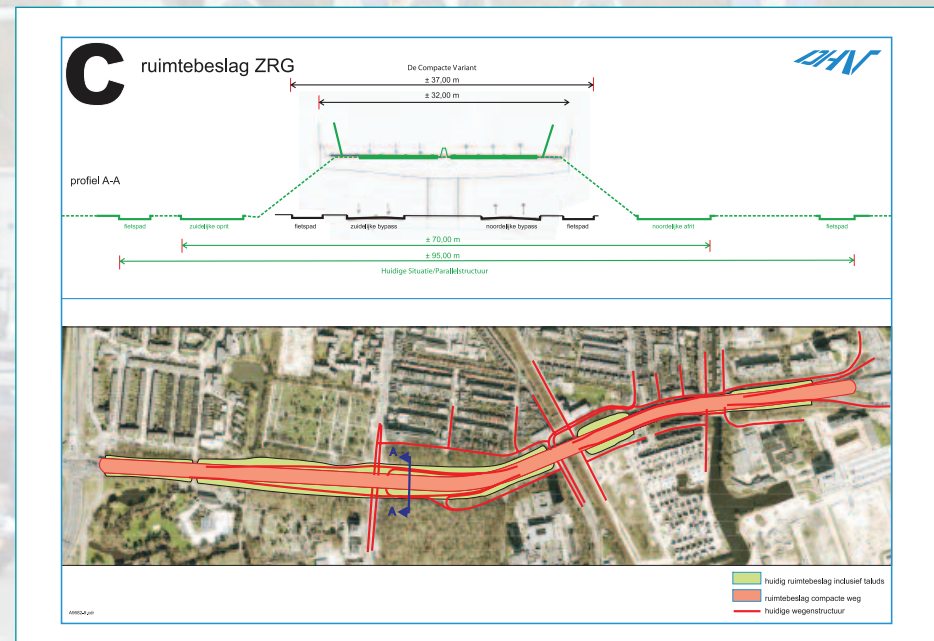 C ruimtebeslag ZRG
DHV
De Compacte Variant
± 37,00 m
± 32,00 m
profiel A-A
fietspad zuidelijke oprit fietspad zuidelijke bypass noordelijke bypass fietspad noordelijke afrit fietspad
± 70,00 m
± 95,00 m
Huidige Situatie/Parallelstructuur
A
A
huidig ruimtebeslag inclusief taluds
ruimtebeslag compacte weg
huidige wegenstructuur